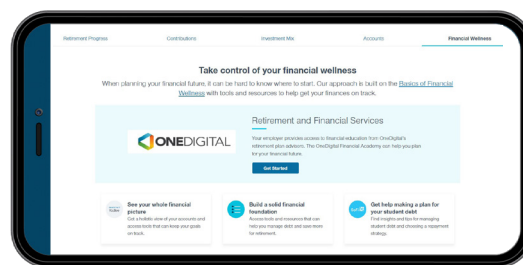 Retirement Progress
Contributions
Investment Mix
Accounts
Financial Wellness
Take control of your financial wellness
When planning your financial future, it can be hard to know where to start. Our approach is built on the Basics of Financial
Wellness with tools and resources to help get your finances on track.
ONEDIGITAL
Retirement and Financial Services
Your employer provides access to financial education from OneDigital's
retirement plan advisors. The OneDigital Financial Academy can help you plan
for your financial future.
Get Started
See your whole financial
picture
Get a holistic view of your accounts and
access tools that can keep your goals
on track.
Build a solid financial
foundation
Access tools and resources that can
help you manage debt and save more
for retirement.
Get help making a plan for
your student debt
Find insights and tips for managing
student debt and choosing a repayment
strategy.